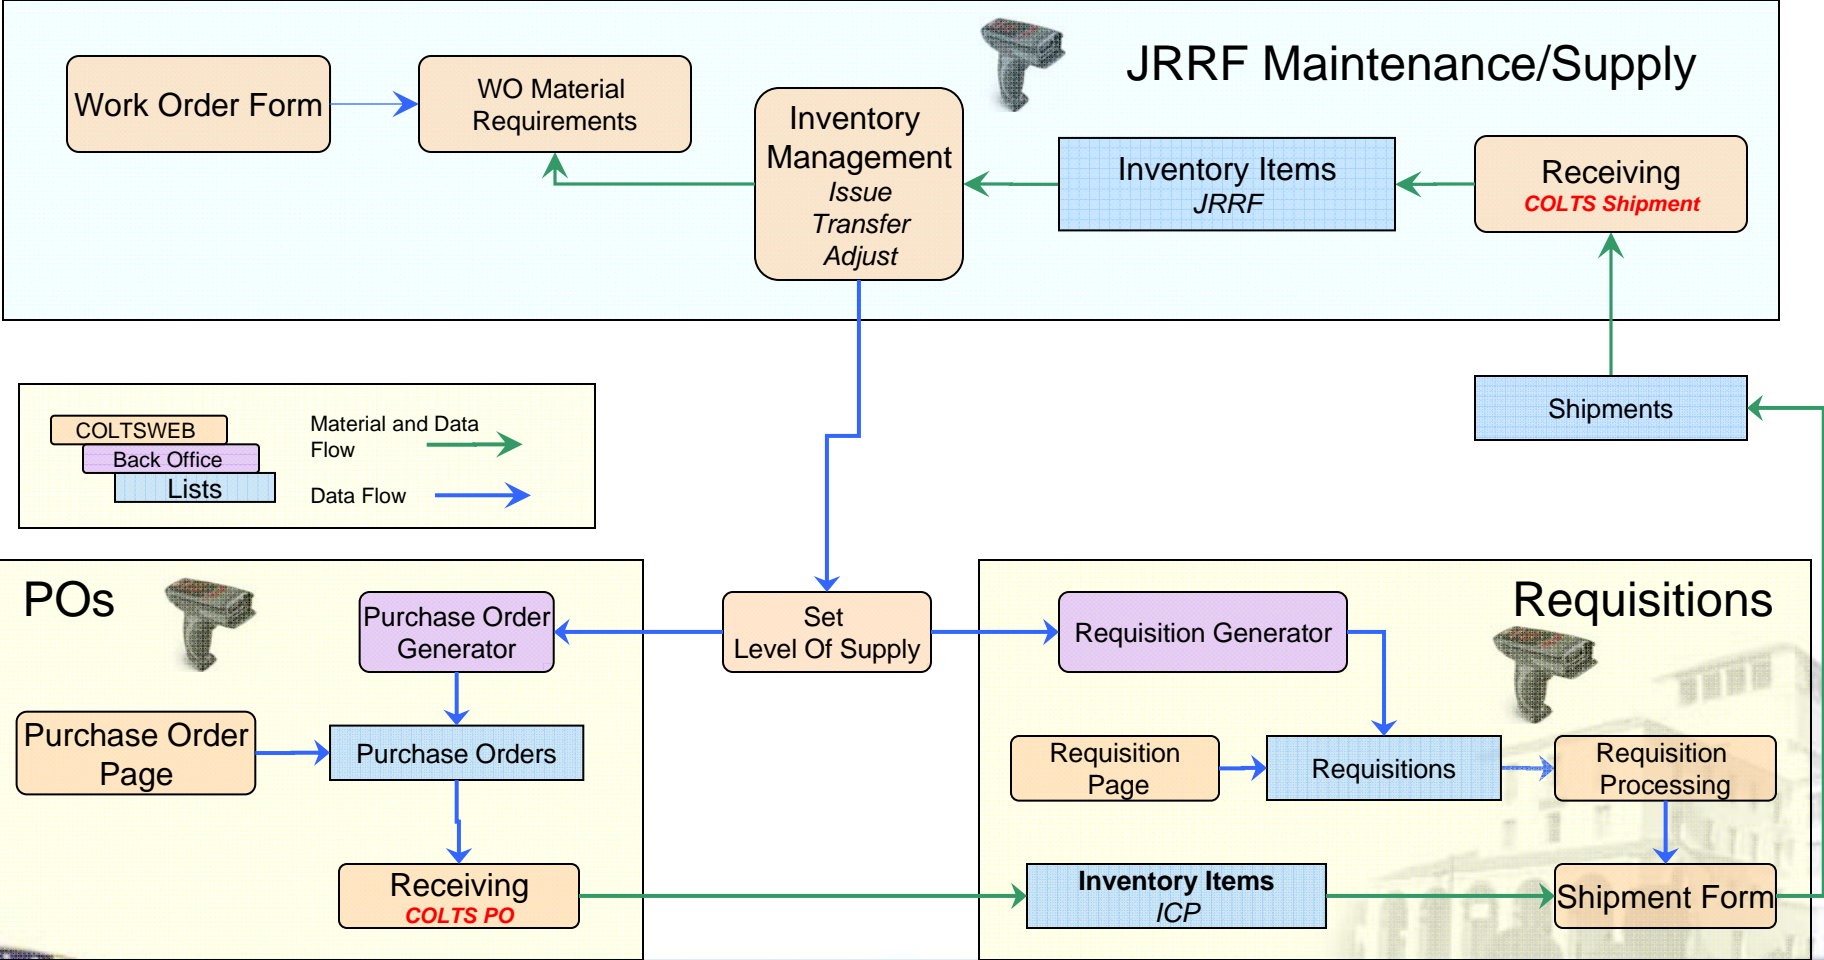 JRRF Maintenance/Supply
Work Order Form
WO Material
Requirements
Inventory
Management
Issue
Transfer
Adjust
Inventory Items
JRRF
Receiving
COLTS Shipment
Shipments
COLTSWEB
Back Office
Lists
Material and Data
Flow
Data Flow
POs
Purchase Order
Generator
Purchase Order
Page
Purchase Orders
Receiving
COLTS PO
Set
Level Of Supply
Requisitions
Requisition Generator
Requisition
Page
Requisitions
Requisition
Processing
Inventory Items
ICP
Shipment Form